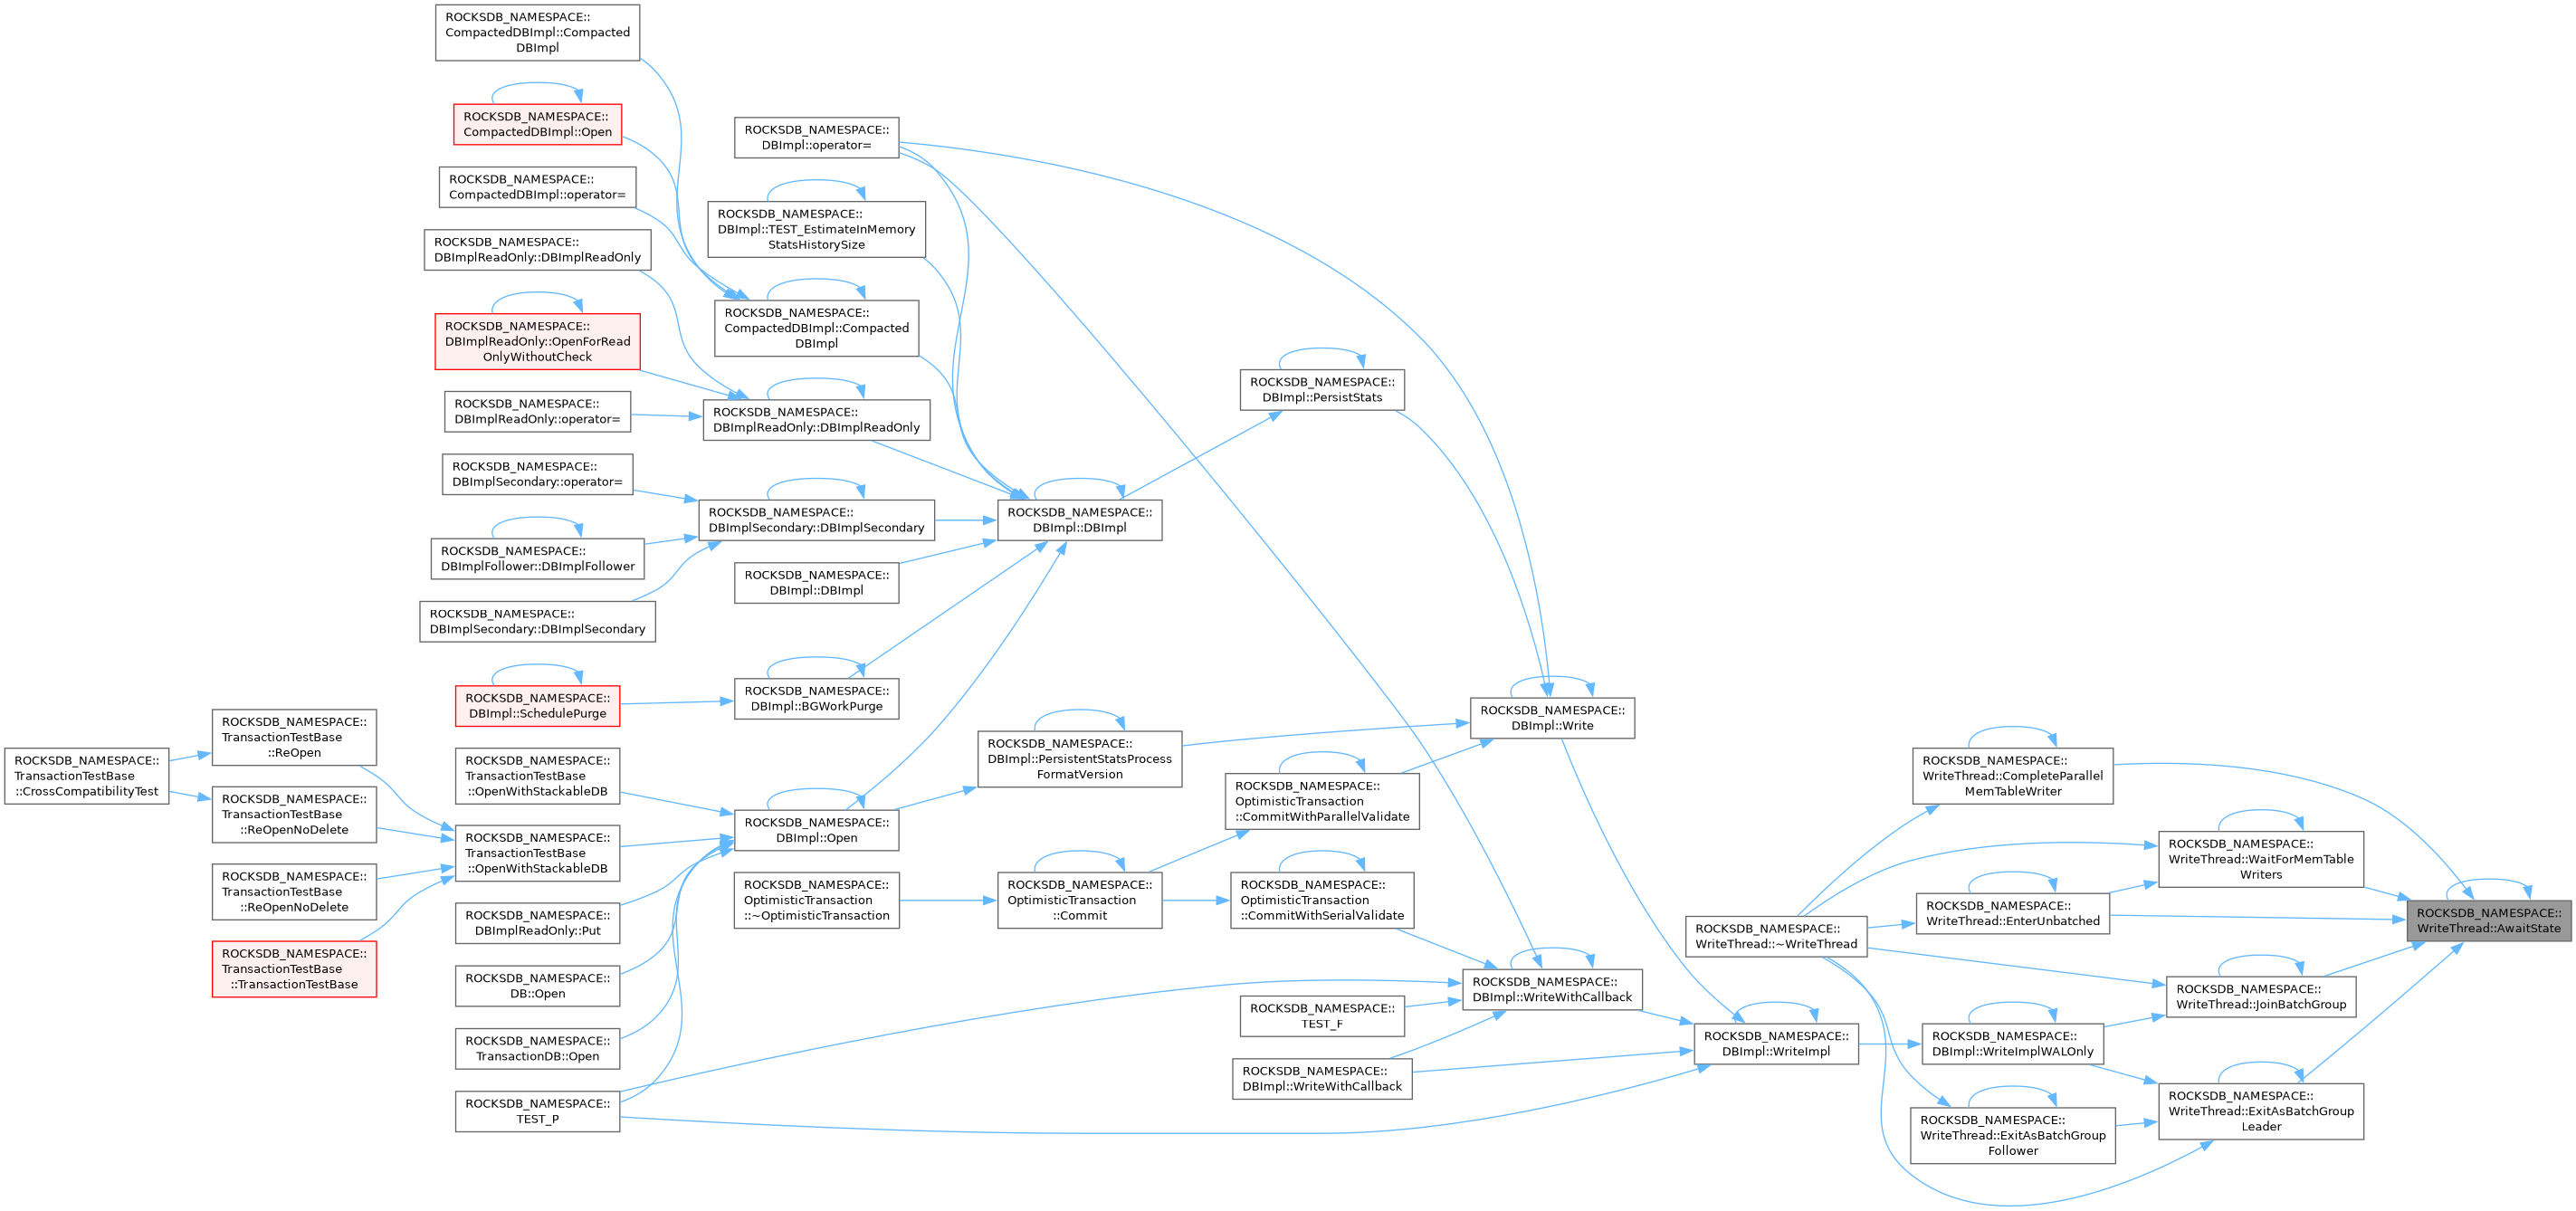 ROCKSDB_NAMESPACE::
CompactedDBImpl::Compacted
DBImpl
ROCKSDB_NAMESPACE::
CompactedDBImpl::Open
ROCKSDB_NAMESPACE::
CompactedDBImpl::operator=
ROCKSDB_NAMESPACE::
DBImplReadOnly::DBImplReadOnly
ROCKSDB_NAMESPACE::
DBImplReadOnly::OpenForRead
OnlyWithoutCheck
ROCKSDB_NAMESPACE::
DBImplReadOnly::operator=
ROCKSDB_NAMESPACE::
DBImplSecondary::operator=
ROCKSDB_NAMESPACE::
DBImplFollower::DBImplFollower
ROCKSDB_NAMESPACE::
DBImplSecondary::DBImplSecondary
ROCKSDB_NAMESPACE::
DBImpl::SchedulePurge
ROCKSDB_NAMESPACE::
TransactionTestBase
::OpenWithStackableDB
ROCKSDB_NAMESPACE::
TransactionTestBase
::OpenWithStackableDB
ROCKSDB_NAMESPACE::
DBImplReadOnly::Put
ROCKSDB_NAMESPACE::
DB::Open
ROCKSDB_NAMESPACE::
TransactionDB::Open
ROCKSDB_NAMESPACE::
TEST_P
ROCKSDB_NAMESPACE::
TransactionTestBase
::CrossCompatibilityTest
ROCKSDB_NAMESPACE::
TransactionTestBase
::ReOpen
ROCKSDB_NAMESPACE::
TransactionTestBase
::ReOpenNoDelete
ROCKSDB_NAMESPACE::
TransactionTestBase
::ReOpenNoDelete
ROCKSDB_NAMESPACE::
TransactionTestBase
::TransactionTestBase
ROCKSDB_NAMESPACE::
DBImpl::operator=
ROCKSDB_NAMESPACE::
DBImpl::TEST_EstimateInMemory
StatsHistorySize
ROCKSDB_NAMESPACE::
CompactedDBImpl::Compacted
DBImpl
ROCKSDB_NAMESPACE::
DBImplReadOnly::DBImplReadOnly
ROCKSDB_NAMESPACE::
DBImplSecondary::DBImplSecondary
ROCKSDB_NAMESPACE::
DBImpl::DBImpl
ROCKSDB_NAMESPACE::
DBImpl::BGWorkPurge
ROCKSDB_NAMESPACE::
DBImpl::Open
ROCKSDB_NAMESPACE::
OptimisticTransaction
::~OptimisticTransaction
ROCKSDB_NAMESPACE::
DBImpl::DBImpl
ROCKSDB_NAMESPACE::
DBImpl::PersistentStatsProcess
FormatVersion
ROCKSDB_NAMESPACE::
OptimisticTransaction
::Commit
ROCKSDB_NAMESPACE::
DBImpl::PersistStats
ROCKSDB_NAMESPACE::
OptimisticTransaction
::CommitWithParallelValidate
ROCKSDB_NAMESPACE::
OptimisticTransaction
::CommitWithSerialValidate
ROCKSDB_NAMESPACE::
TEST_F
ROCKSDB_NAMESPACE::
DBImpl::WriteWithCallback
ROCKSDB_NAMESPACE::
DBImpl::Write
ROCKSDB_NAMESPACE::
DBImpl::WriteWithCallback
ROCKSDB_NAMESPACE::
DBImpl::WriteImpl
ROCKSDB_NAMESPACE::
WriteThread::~WriteThread
ROCKSDB_NAMESPACE::
WriteThread::CompleteParallel
MemTableWriter
ROCKSDB_NAMESPACE::
WriteThread::EnterUnbatched
ROCKSDB_NAMESPACE::
DBImpl::WriteImplWALOnly
ROCKSDB_NAMESPACE::
WriteThread::ExitAsBatchGroup
Follower
ROCKSDB_NAMESPACE::
WriteThread::WaitForMemTable
Writers
ROCKSDB_NAMESPACE::
WriteThread::JoinBatchGroup
ROCKSDB_NAMESPACE::
WriteThread::ExitAsBatchGroup
Leader
ROCKSDB_NAMESPACE::
WriteThread::AwaitState